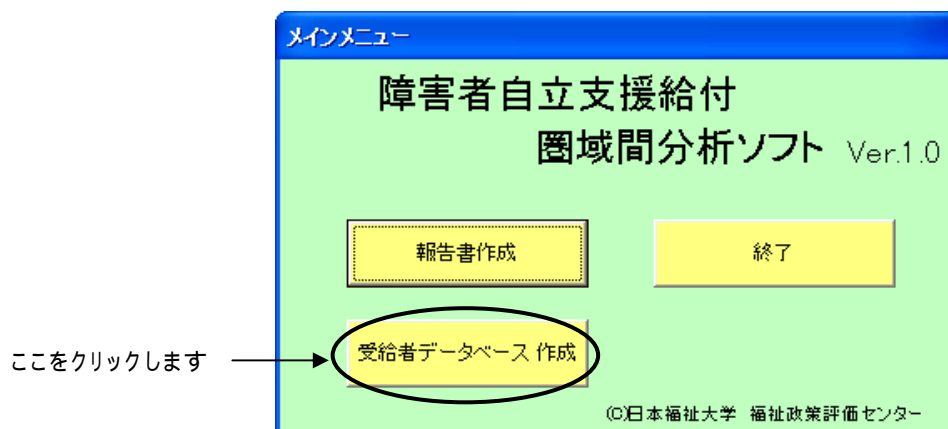 メインメニュー
障害者自立支援給付
圏域間分析ソフト Ver.1.0
報告書作成
終了
ここをクリックします
受給者データベース 作成
(C)日本福祉大学 福祉政策評価センター